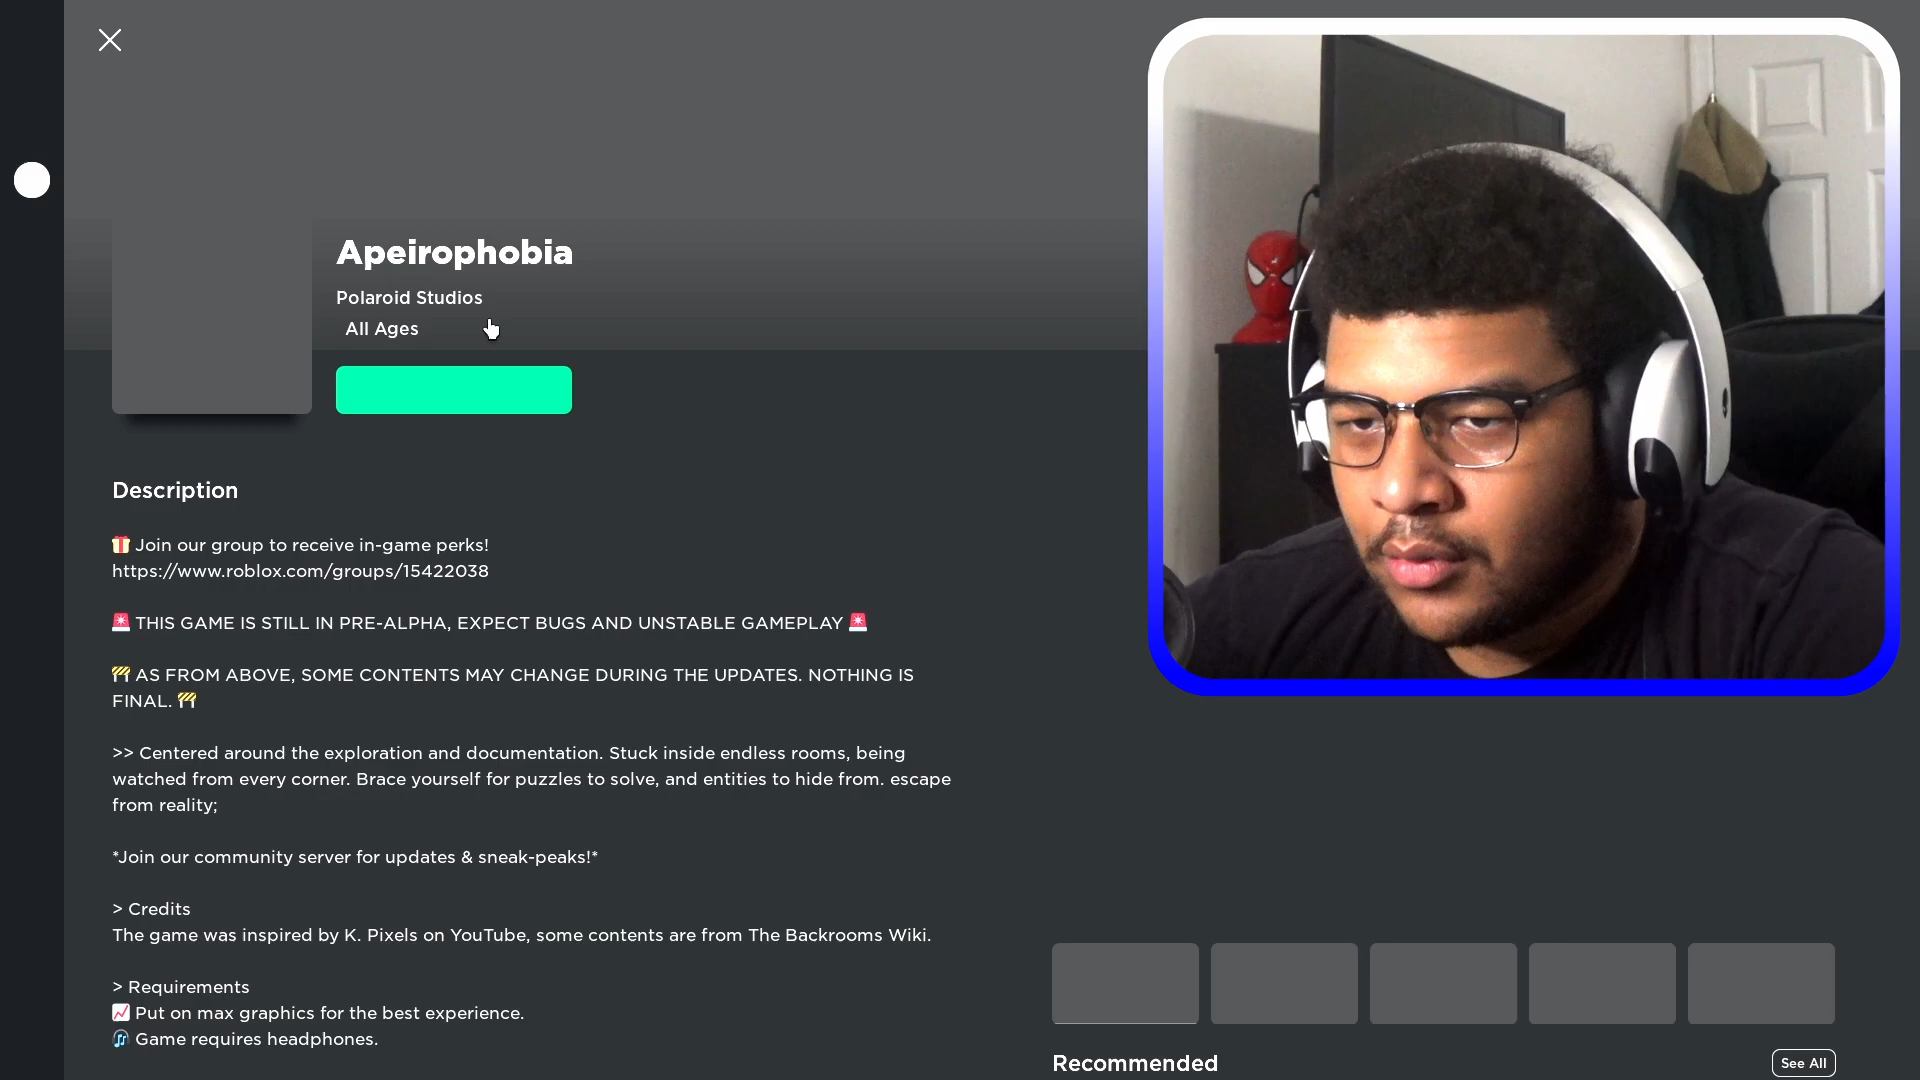 Apeirophobia
Polaroid Studios
All Ages
Description
🎁 Join our group to receive in-game perks!
https://www.roblox.com/groups/15422038
🚨 THIS GAME IS STILL IN PRE-ALPHA, EXPECT BUGS AND UNSTABLE GAMEPLAY 🚨
🚧 AS FROM ABOVE, SOME CONTENTS MAY CHANGE DURING THE UPDATES. NOTHING IS
FINAL. 🚧
>> Centered around the exploration and documentation. Stuck inside endless rooms, being
watched from every corner. Brace yourself for puzzles to solve, and entities to hide from. escape
from reality;
*Join our community server for updates & sneak-peaks!*
> Credits
The game was inspired by K. Pixels on YouTube, some contents are from The Backrooms Wiki.
> Requirements
📈 Put on max graphics for the best experience.
🎧 Game requires headphones.
Recommended
See All